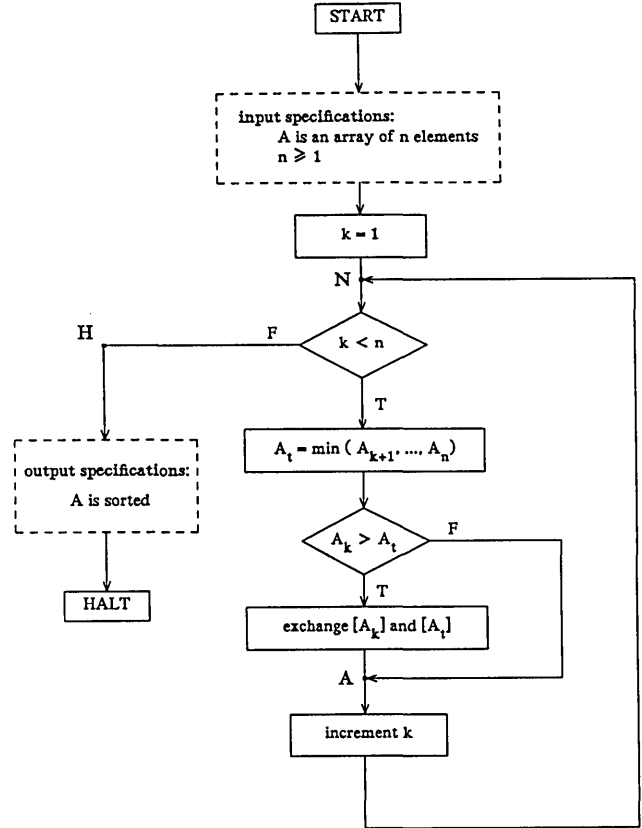 START
input specifications:
A is an array of n elements
n ⩾ 1
k = 1
N
H
F
k < n
T
A_t = min ( A_{k+1}, ..., A_n)
output specifications:
A is sorted
A_k > A_t
F
T
HALT
exchange [A_k] and [A_t]
A
increment k